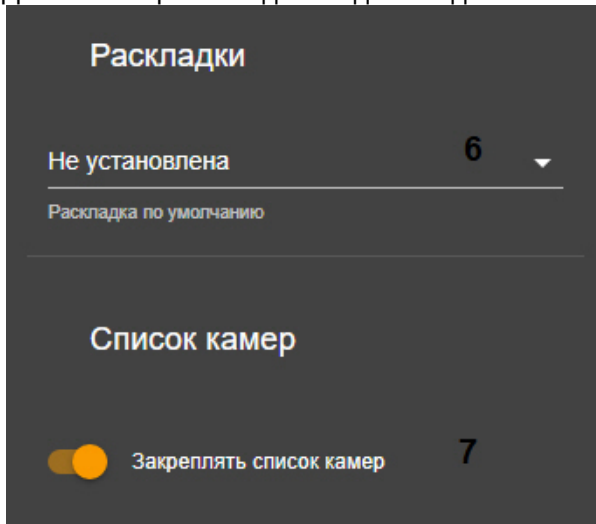 Раскладки
Не установлена 6
Раскладка по умолчанию
Список камер
Закреплять список камер 7